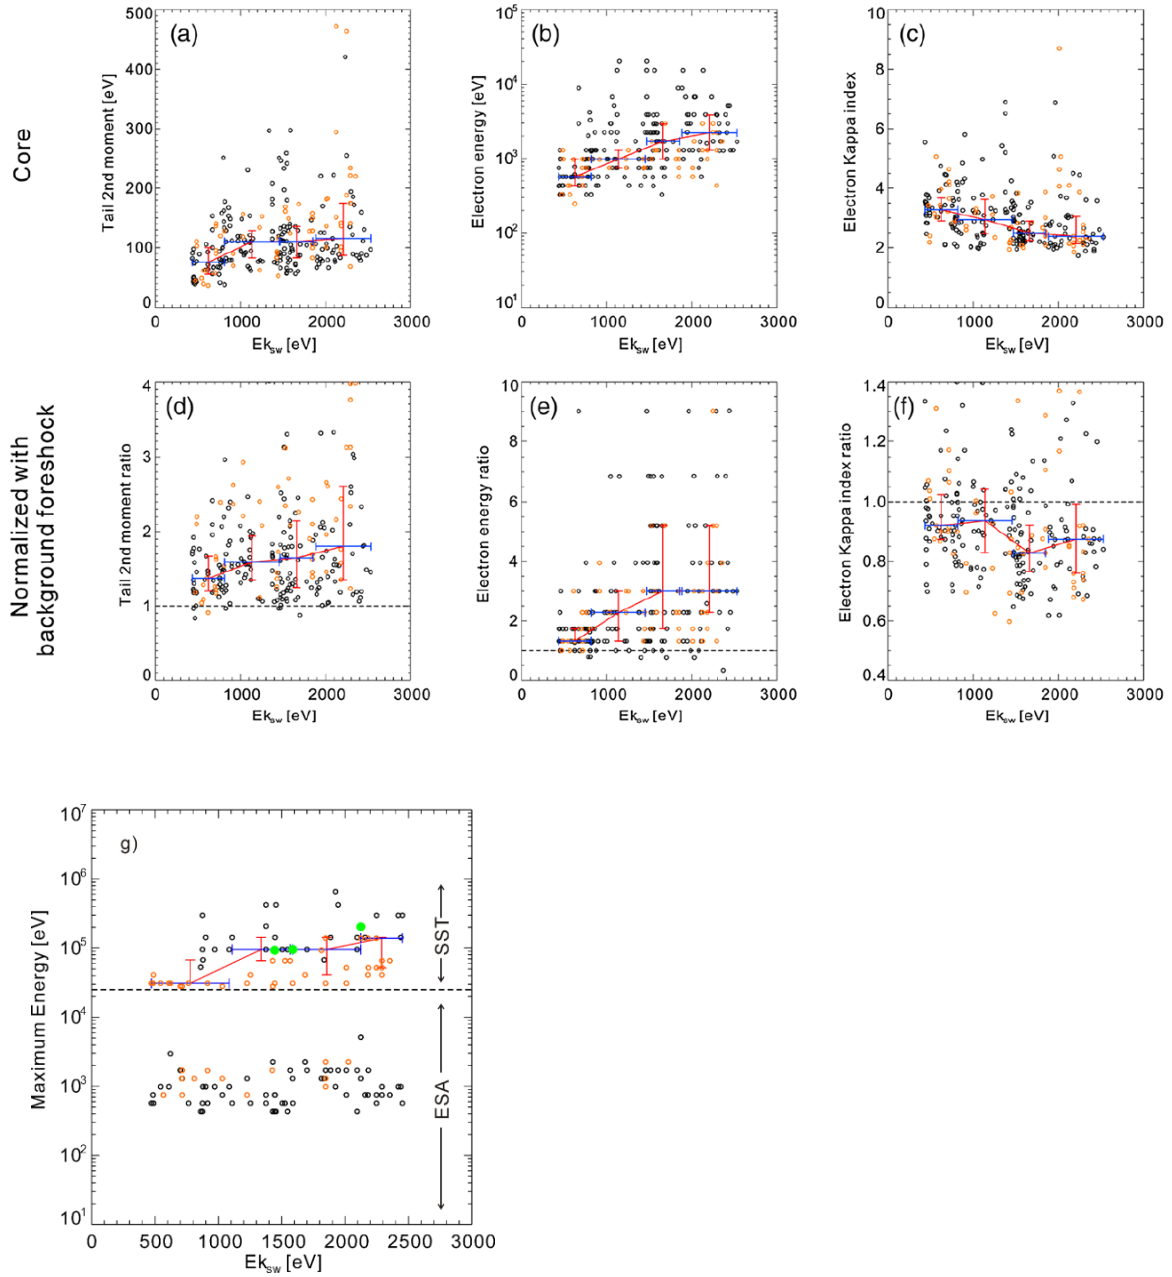 Core
(a)
Tail 2nd moment [eV]
500
400
300
200
100
0
0 1000 2000 3000
Ek_sw [eV]
(b)
Electron energy [eV]
10^5
10^4
10^3
10^2
10^1
0 1000 2000 3000
Ek_sw [eV]
(c)
Electron Kappa index
10
8
6
4
2
0
0 1000 2000 3000
Ek_sw [eV]
Normalized with
background foreshock
(d)
Tail 2nd moment ratio
4
3
2
1
0
0 1000 2000 3000
Ek_sw [eV]
(e)
Electron energy ratio
10
8
6
4
2
0
0 1000 2000 3000
Ek_sw [eV]
(f)
Electron Kappa index ratio
1.4
1.2
1.0
0.8
0.6
0.4
0 1000 2000 3000
Ek_sw [eV]
g)
Maximum Energy [eV]
10^7
10^6
10^5
10^4
10^3
10^2
10^1
SST
ESA
0 500 1000 1500 2000 2500 3000
Ek_sw [eV]